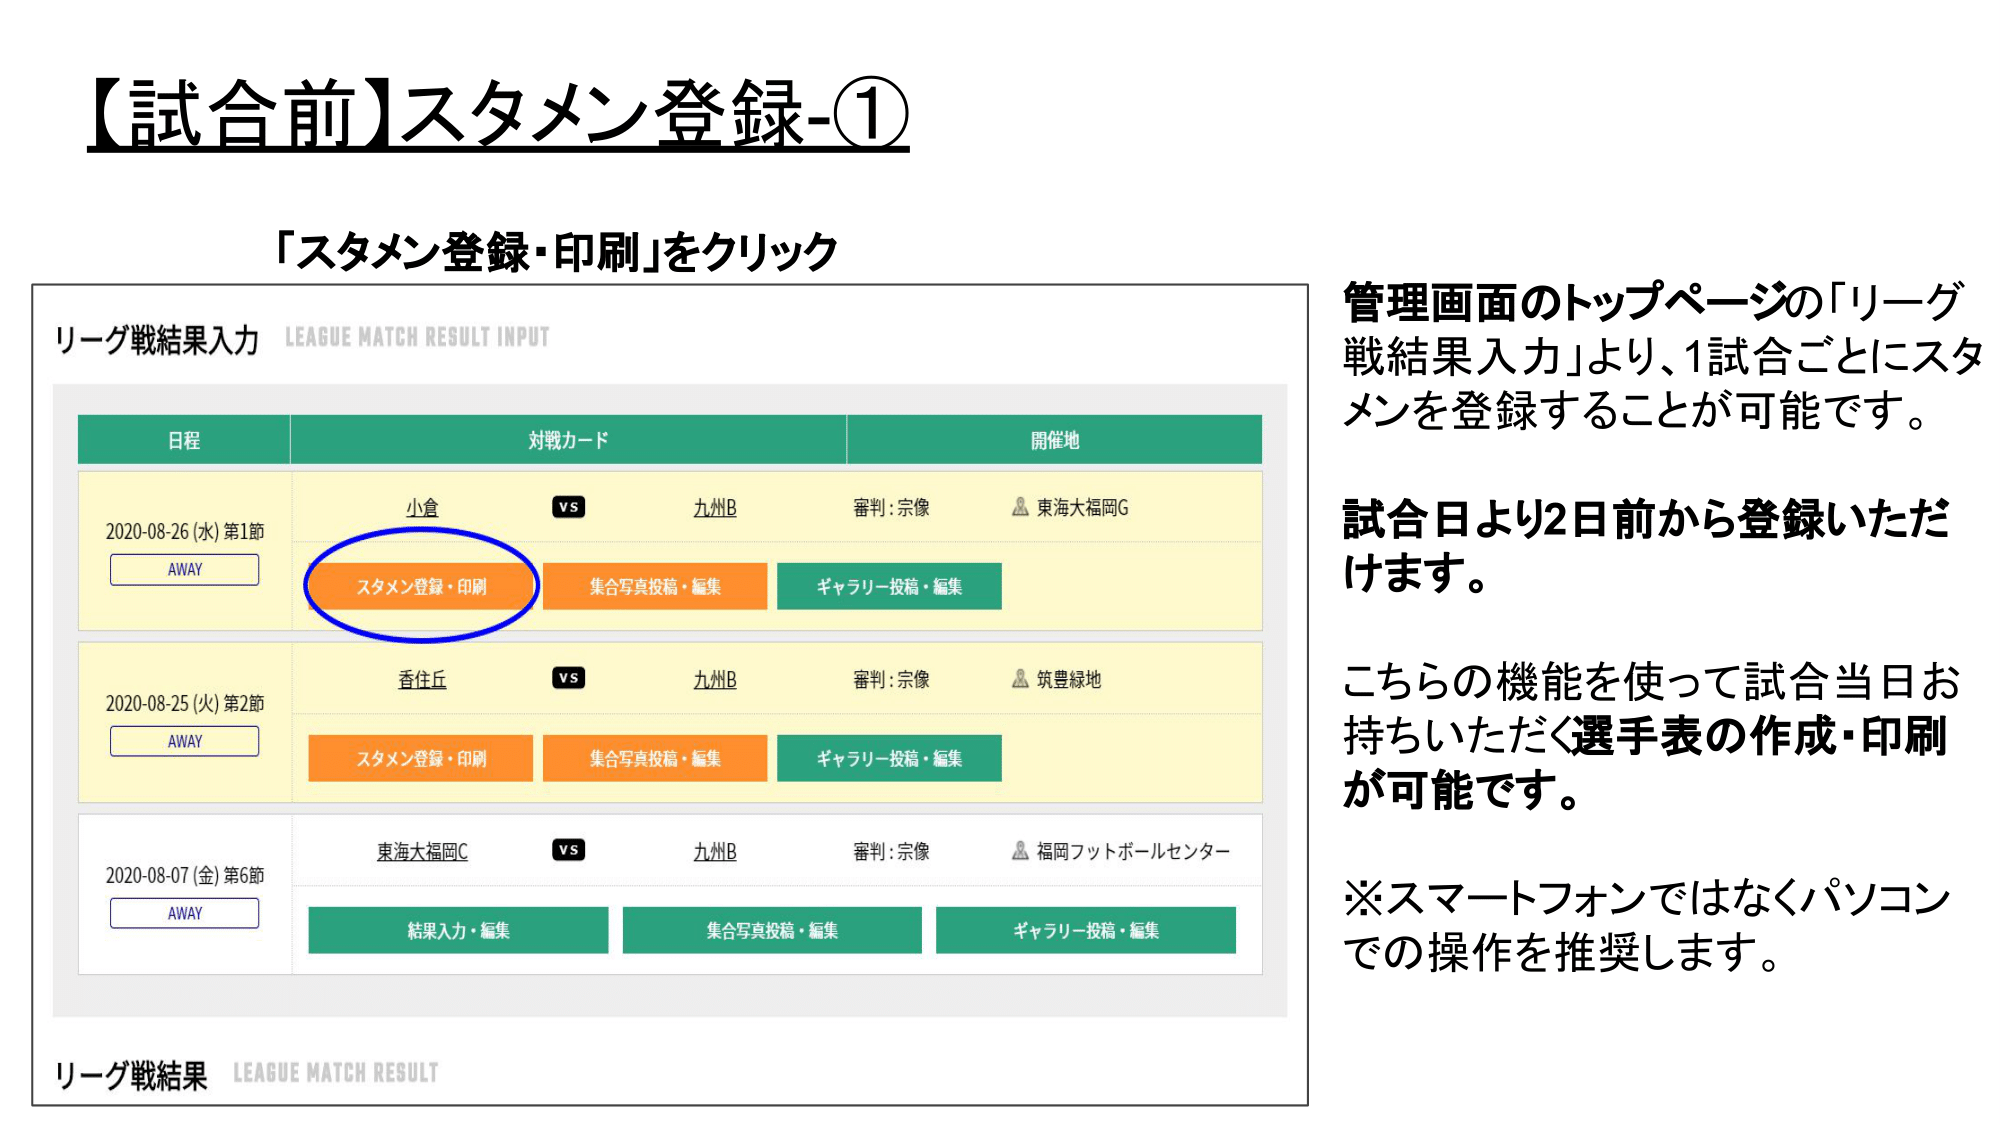 【試合前】スタメン登録-①
「スタメン登録・印刷」をクリック
リーグ戦結果入力 LEAGUE MATCH RESULT INPUT
日程 対戦カード 開催地
2020-08-26 (水) 第1節
AWAY
小倉 VS 九州B 審判:宗像 東海大福岡G
スタメン登録・印刷 集合写真投稿・編集 ギャラリー投稿・編集
2020-08-25 (火) 第2節
AWAY
香住丘 VS 九州B 審判:宗像 筑豊緑地
スタメン登録・印刷 集合写真投稿・編集 ギャラリー投稿・編集
2020-08-07 (金) 第6節
AWAY
東海大福岡C VS 九州B 審判:宗像 福岡フットボールセンター
結果入力・編集 集合写真投稿・編集 ギャラリー投稿・編集
リーグ戦結果 LEAGUE MATCH RESULT
管理画面のトップページの「リーグ
戦結果入力」より、1試合ごとにスタ
メンを登録することが可能です。
試合日より2日前から登録いただ
けます。
こちらの機能を使って試合当日お
持ちいただく選手表の作成・印刷
が可能です。
※スマートフォンではなくパソコン
での操作を推奨します。